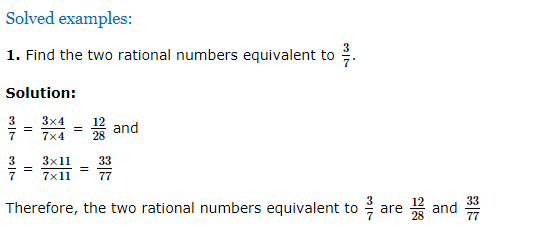 Solved examples:
1. Find the two rational numbers equivalent to 3/7.
Solution:
3/7 = 3×4/7×4 = 12/28 and
3/7 = 3×11/7×11 = 33/77
Therefore, the two rational numbers equivalent to 3/7 are 12/28 and 33/77